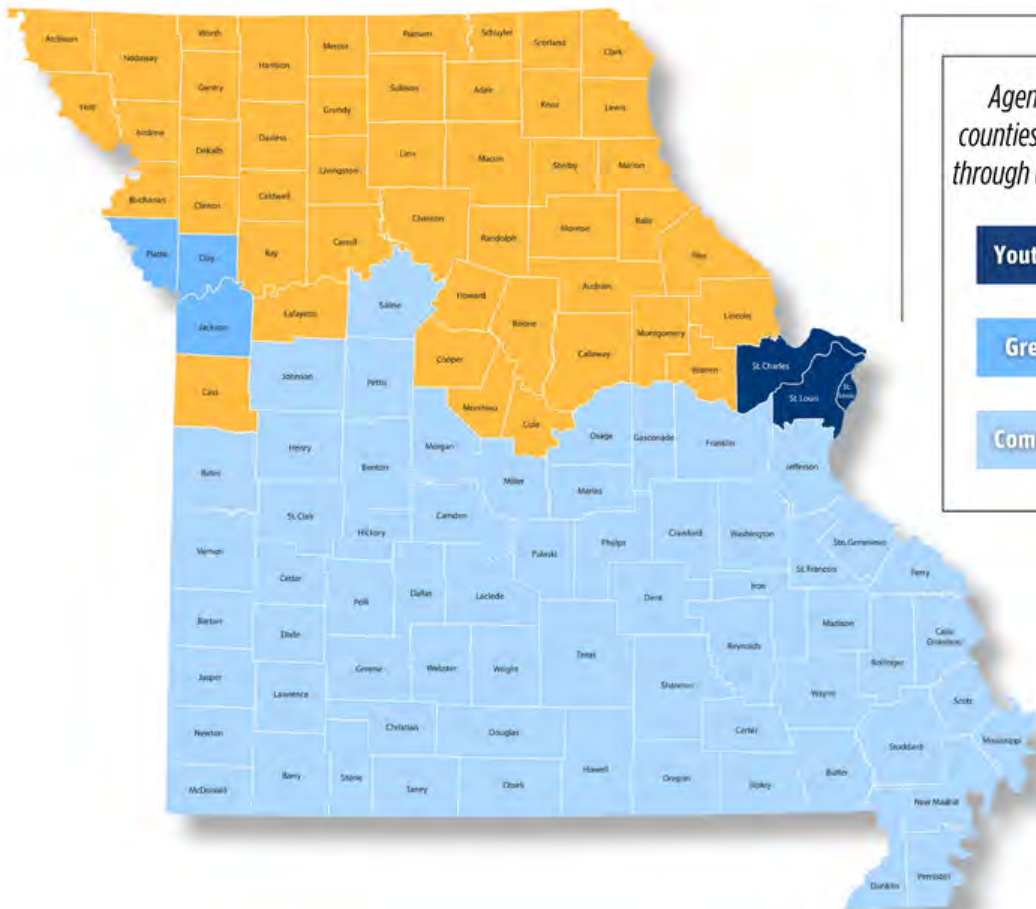 Atchison
Nodaway
Worth
Harrison
Mercer
Putnam
Schuyler
Scotland
Clark
Holt
Gentry
Andrew
DeKalb
Daviess
Grundy
Sullivan
Adair
Knox
Lewis
Linn
Macon
Shelby
Marion
Livingston
Buchanan
Clinton
Caldwell
Chariton
Randolph
Monroe
Ralls
Pike
Platte
Clay
Ray
Carroll
Saline
Howard
Boone
Audrain
Lincoln
Montgomery
Callaway
Warren
St. Charles
St. Louis
St.
Louis
Jackson
Lafayette
Cooper
Moniteau
Cole
Cass
Johnson
Pettis
Morgan
Osage
Gasconade
Franklin
Jefferson
Bates
Henry
Benton
Miller
Maries
St. Clair
Hickory
Camden
Pulaski
Phelps
Crawford
Washington
Ste. Genevieve
St. Francois
Perry
Vernon
Cedar
Polk
Dallas
Laclede
Dent
Iron
Madison
Reynolds
Bollinger
Cape
Girardeau
Barton
Dade
Greene
Webster
Wright
Texas
Shannon
Wayne
Scott
Jasper
Lawrence
Christian
Douglas
Carter
Stoddard
Mississippi
Newton
Barry
Stone
Taney
Ozark
Howell
Oregon
Ripley
Butler
McDonald
New Madrid
Dunklin
Pemiscot
Agen
counties
through
Yout
Gre
Com